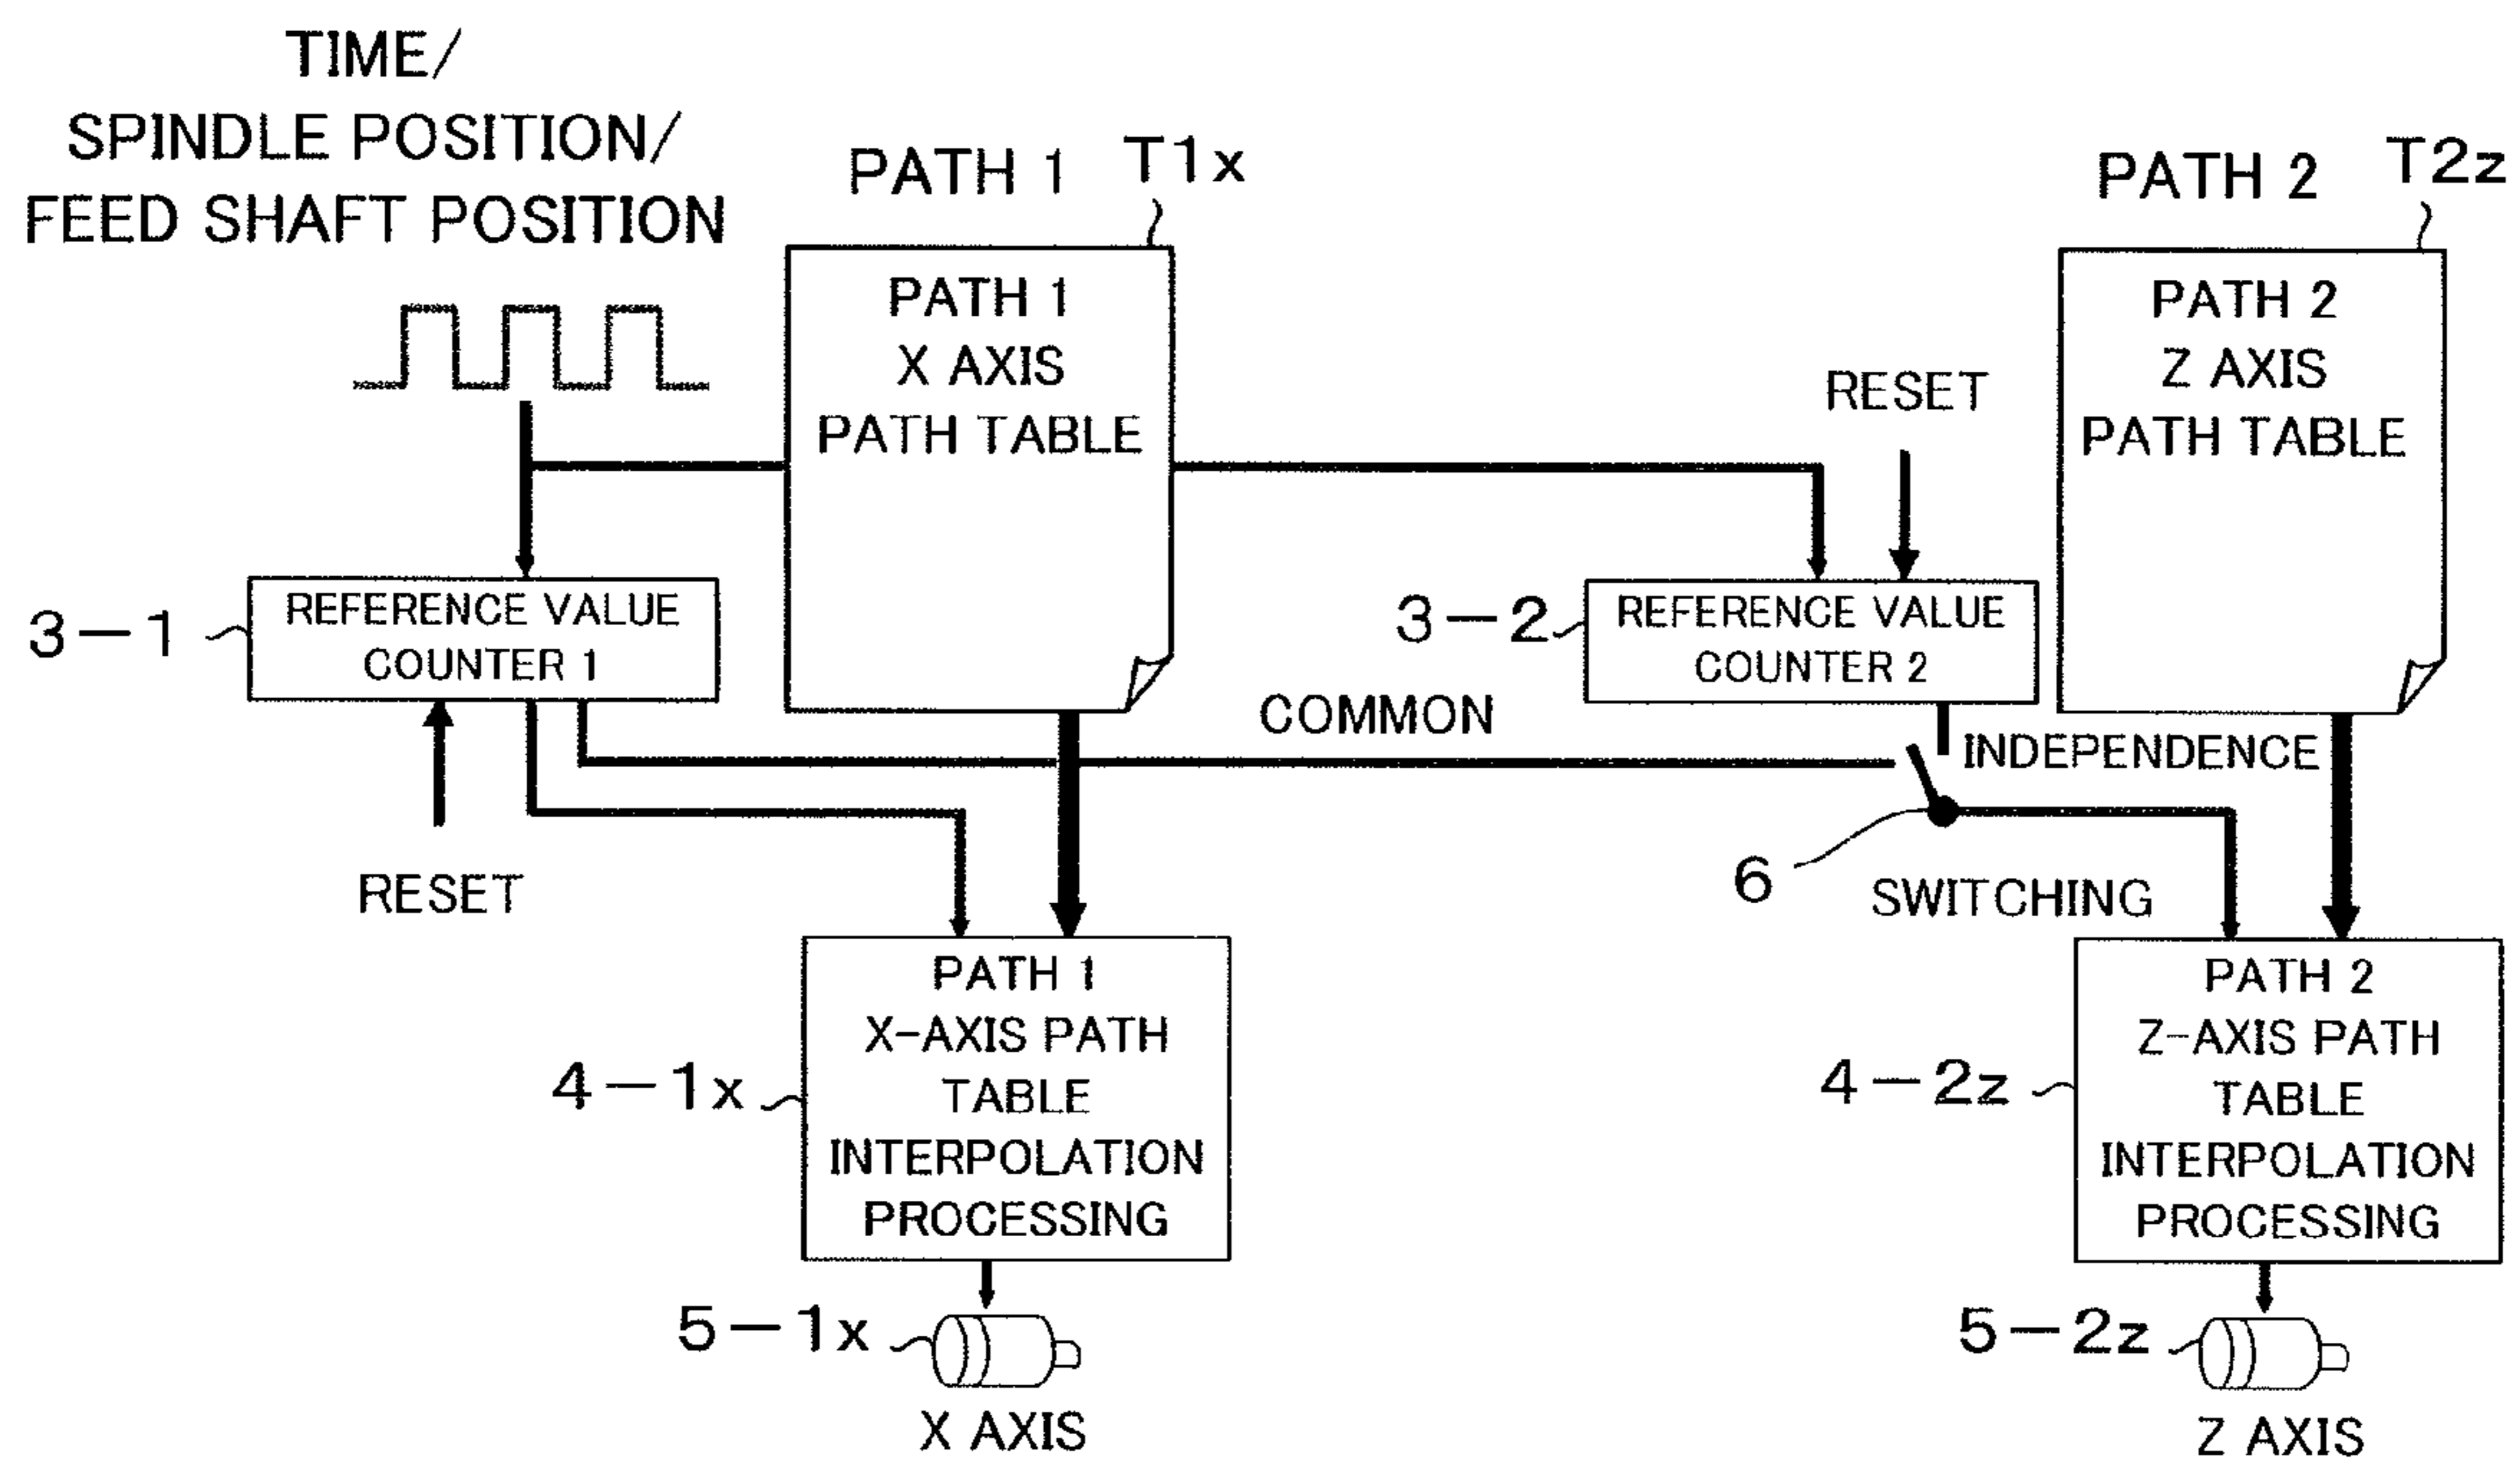 TIME/
SPINDLE POSITION/
FEED SHAFT POSITION
PATH 1
T1x
PATH 2
T2z
PATH 1
X AXIS
PATH TABLE
PATH 2
Z AXIS
PATH TABLE
RESET
3-1
REFERENCE VALUE
COUNTER 1
3-2
REFERENCE VALUE
COUNTER 2
COMMON
INDEPENDENCE
RESET
6
SWITCHING
4-1x
PATH 1
X-AXIS PATH
TABLE
INTERPOLATION
PROCESSING
4-2z
PATH 2
Z-AXIS PATH
TABLE
INTERPOLATION
PROCESSING
5-1x
X AXIS
5-2z
Z AXIS